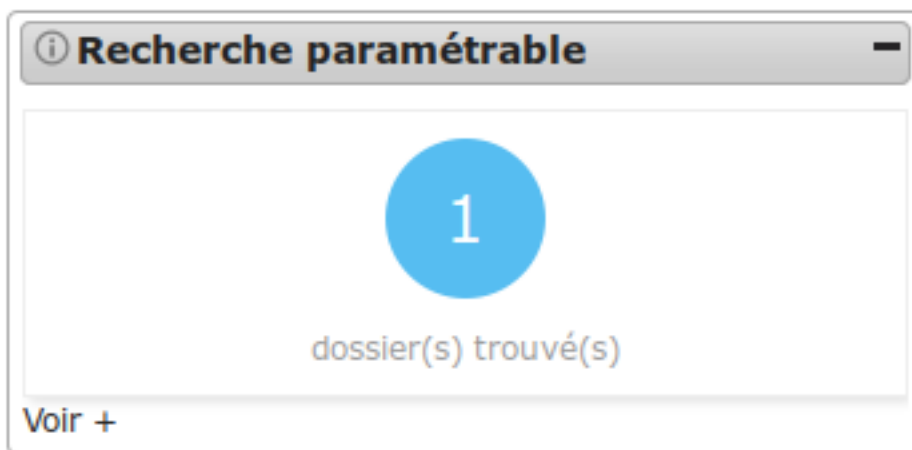 Recherche paramétrable
1
dossier(s) trouvé(s)
Voir +